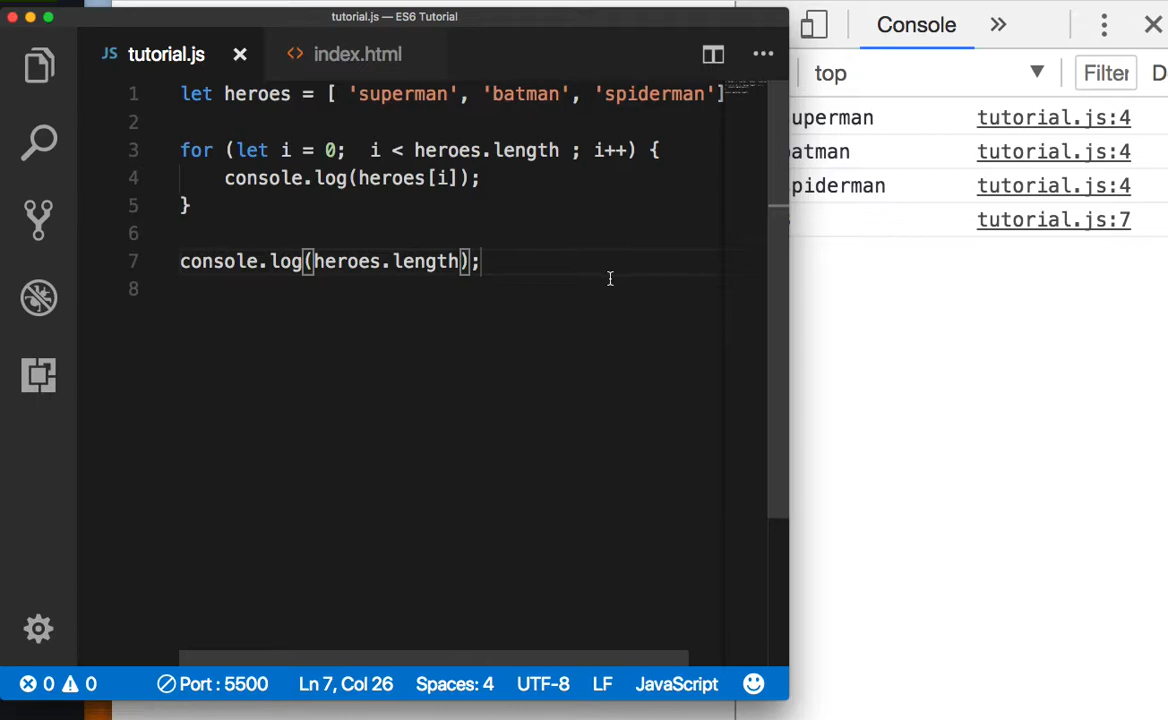 tutorial.js — ES6 Tutorial
JS tutorial.js
<> index.html
1 let heroes = [ 'superman', 'batman', 'spiderman']
2
3 for (let i = 0;  i < heroes.length ; i++) {
4     console.log(heroes[i]);
5 }
6
7 console.log(heroes.length);
8
0 0
Port : 5500
Ln 7, Col 26
Spaces: 4
UTF-8
LF
JavaScript
Console
top
Filter
D
uperman tutorial.js:4
atman tutorial.js:4
piderman tutorial.js:4
tutorial.js:7